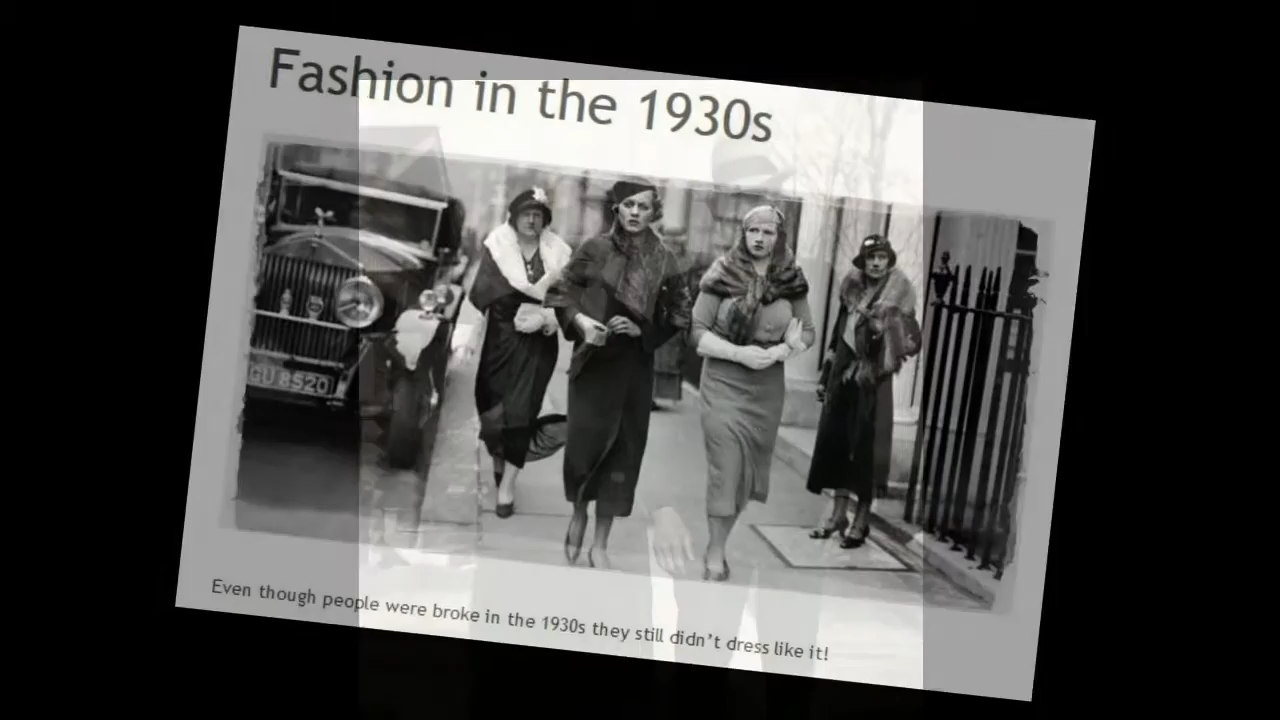 Fashion in the 1930s
GU 8520
Even though people were broke in the 1930s they still didn't dress like it!